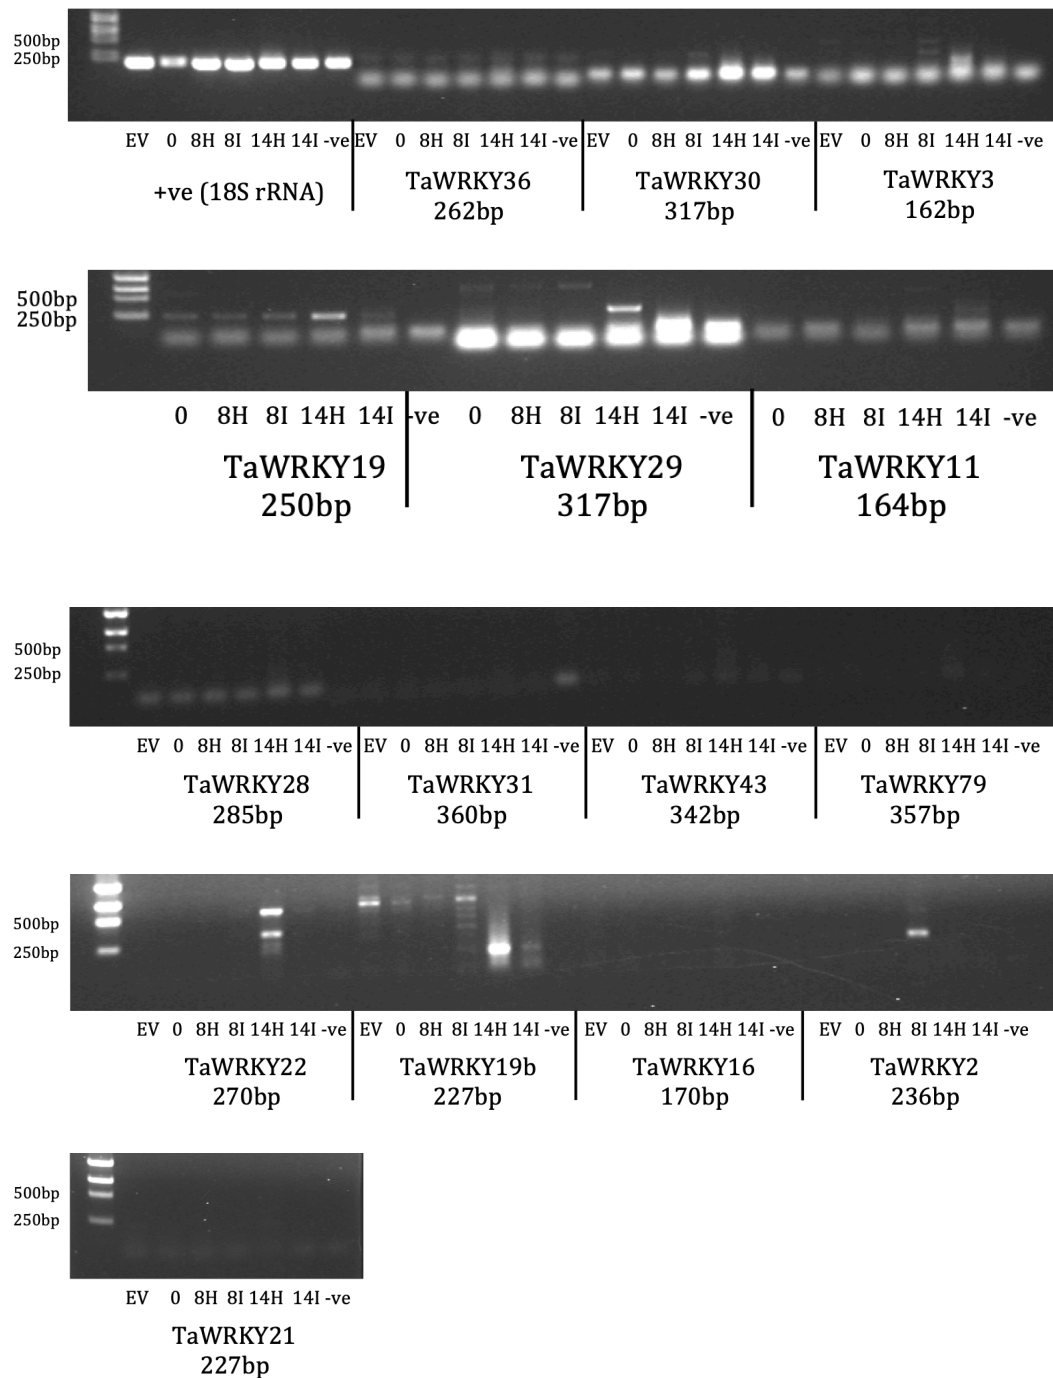 500bp
250bp
EV 0 8H 8I 14H 14I -ve EV 0 8H 8I 14H 14I -ve EV 0 8H 8I 14H 14I -ve EV 0 8H 8I 14H 14I -ve
+ve (18S rRNA) TaWRKY36 TaWRKY30 TaWRKY3
262bp 317bp 162bp
500bp
250bp
0 8H 8I 14H 14I -ve 0 8H 8I 14H 14I -ve 0 8H 8I 14H 14I -ve
TaWRKY19 TaWRKY29 TaWRKY11
250bp 317bp 164bp
500bp
250bp
EV 0 8H 8I 14H 14I -ve EV 0 8H 8I 14H 14I -ve EV 0 8H 8I 14H 14I -ve EV 0 8H 8I 14H 14I -ve
TaWRKY28 TaWRKY31 TaWRKY43 TaWRKY79
285bp 360bp 342bp 357bp
500bp
250bp
EV 0 8H 8I 14H 14I -ve EV 0 8H 8I 14H 14I -ve EV 0 8H 8I 14H 14I -ve EV 0 8H 8I 14H 14I -ve
TaWRKY22 TaWRKY19b TaWRKY16 TaWRKY2
270bp 227bp 170bp 236bp
500bp
250bp
EV 0 8H 8I 14H 14I -ve
TaWRKY21
227bp